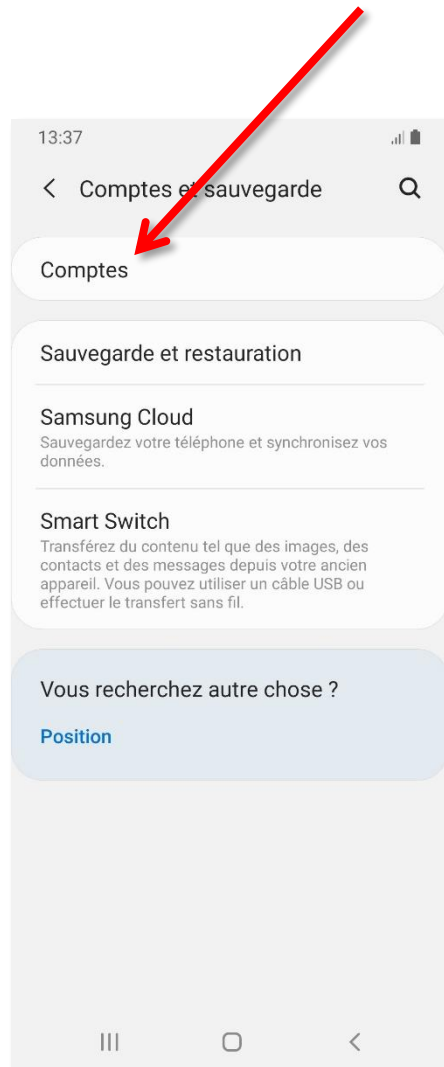 13:37
Comptes et sauvegarde
Comptes
Sauvegarde et restauration
Samsung Cloud
Sauvegardez votre téléphone et synchronisez vos
données.
Smart Switch
Transférez du contenu tel que des images, des
contacts et des messages depuis votre ancien
appareil. Vous pouvez utiliser un câble USB ou
effectuer le transfert sans fil.
Vous recherchez autre chose ?
Position